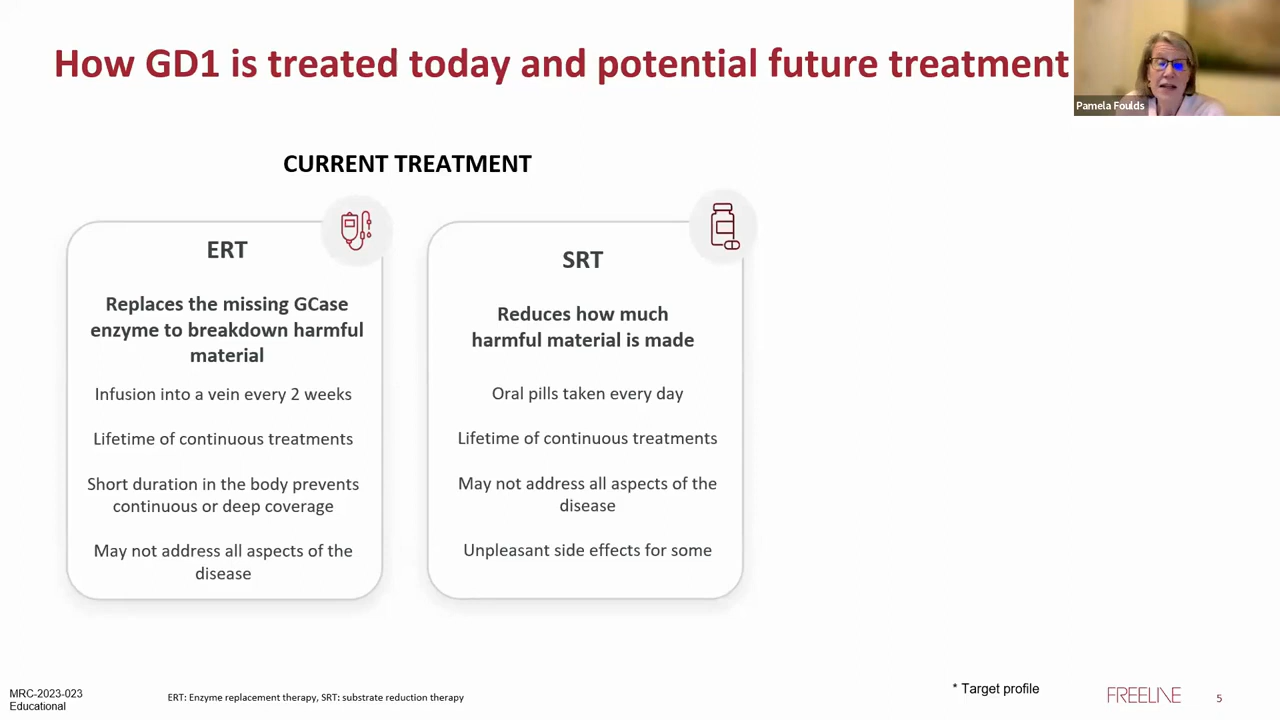 How GD1 is treated today and potential future treatment
Pamela Foulds
CURRENT TREATMENT
ERT
Replaces the missing GCase
enzyme to breakdown harmful
material
Infusion into a vein every 2 weeks
Lifetime of continuous treatments
Short duration in the body prevents
continuous or deep coverage
May not address all aspects of the
disease
SRT
Reduces how much
harmful material is made
Oral pills taken every day
Lifetime of continuous treatments
May not address all aspects of the
disease
Unpleasant side effects for some
MRC-2023-023
Educational
ERT: Enzyme replacement therapy, SRT: substrate reduction therapy
* Target profile
FREELINE
5